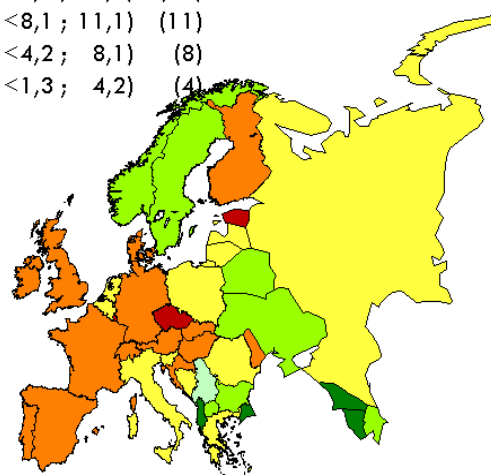 <8,1 ; 11,1) (11)
<4,2 ; 8,1) (8)
<1,3 ; 4,2) (4)